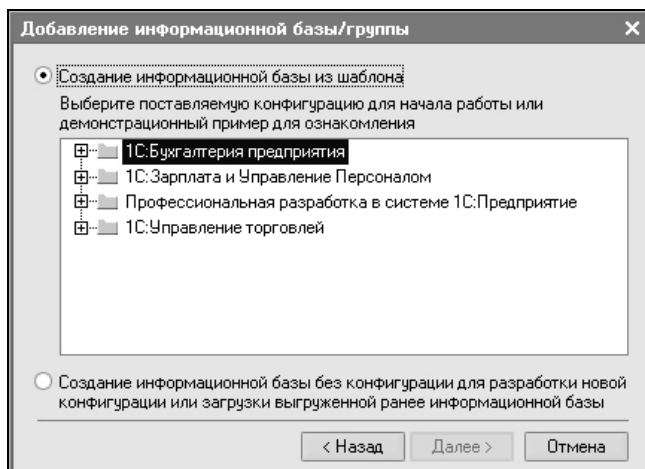 Добавление информационной базы/группы
Создание информационной базы из шаблона
Выберите поставляемую конфигурацию для начала работы или
демонстрационный пример для ознакомления
1С:Бухгалтерия предприятия
1С:Зарплата и Управление Персоналом
Профессиональная разработка в системе 1С:Предприятие
1С:Управление торговлей
Создание информационной базы без конфигурации для разработки новой
конфигурации или загрузки выгруженной ранее информационной базы
< Назад Далее > Отмена